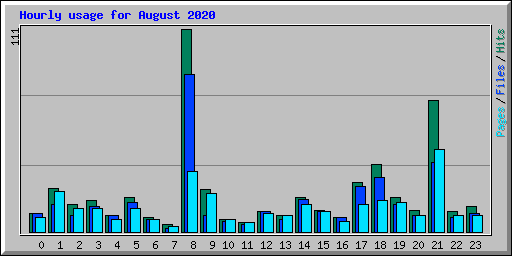 Hourly usage for August 2020
111
Pages/Files/Hits
0 1 2 3 4 5 6 7 8 9 10 11 12 13 14 15 16 17 18 19 20 21 22 23